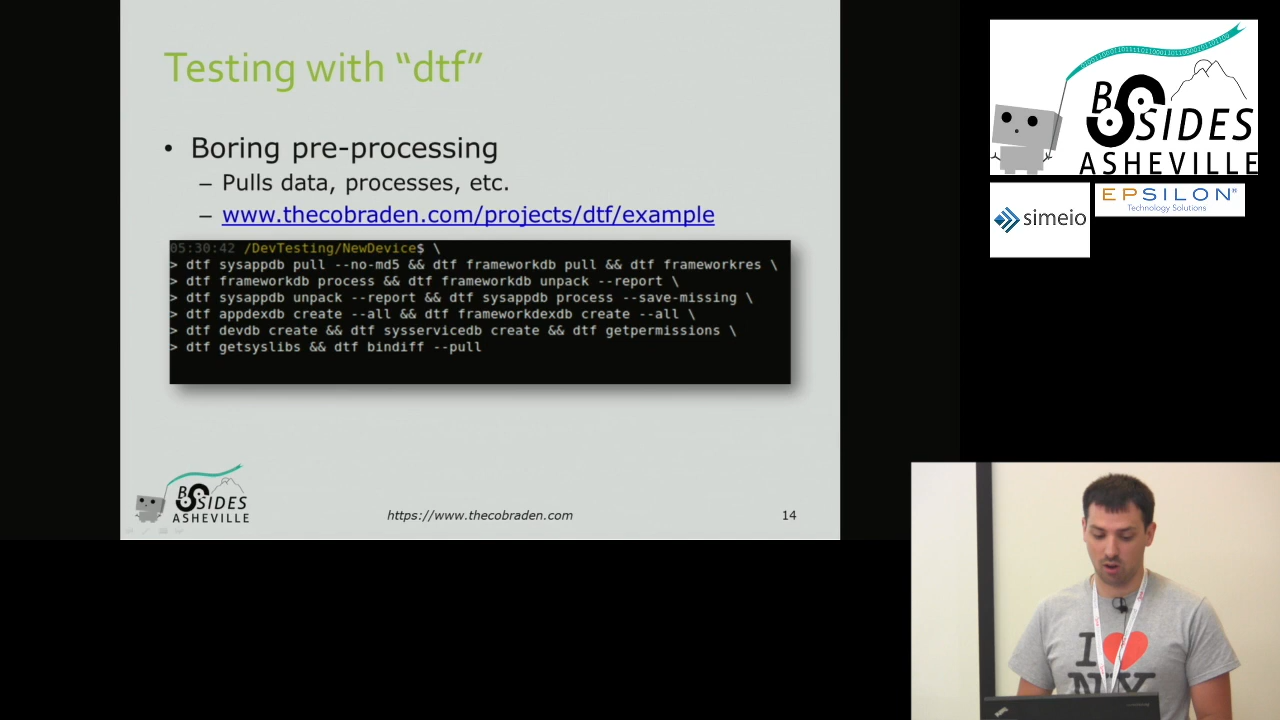 Testing with “dtf”
• Boring pre-processing
– Pulls data, processes, etc.
– www.thecobraden.com/projects/dtf/example
05:30:42 /DevTesting/NewDevice$ \
> dtf sysappdb pull --no-md5 && dtf frameworkdb pull && dtf frameworkres \
> dtf frameworkdb process && dtf frameworkdb unpack --report \
> dtf sysappdb unpack --report && dtf sysappdb process --save-missing \
> dtf appdexdb create --all && dtf frameworkdexdb create --all \
> dtf devdb create && dtf sysservicedb create && dtf getpermissions \
> dtf getsyslibs && dtf bindiff --pull
BSIDES
ASHEVILLE
https://www.thecobraden.com
14
BSIDES
ASHEVILLE
simeio
EPSILON®
Technology Solutions
I
NY